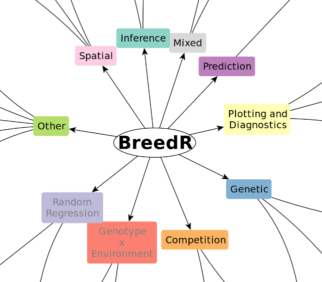 Inference
Mixed
Spatial
Prediction
Plotting and
Diagnostics
Other
BreedR
Genetic
Random
Regression
Genotype
x
Environment
Competition